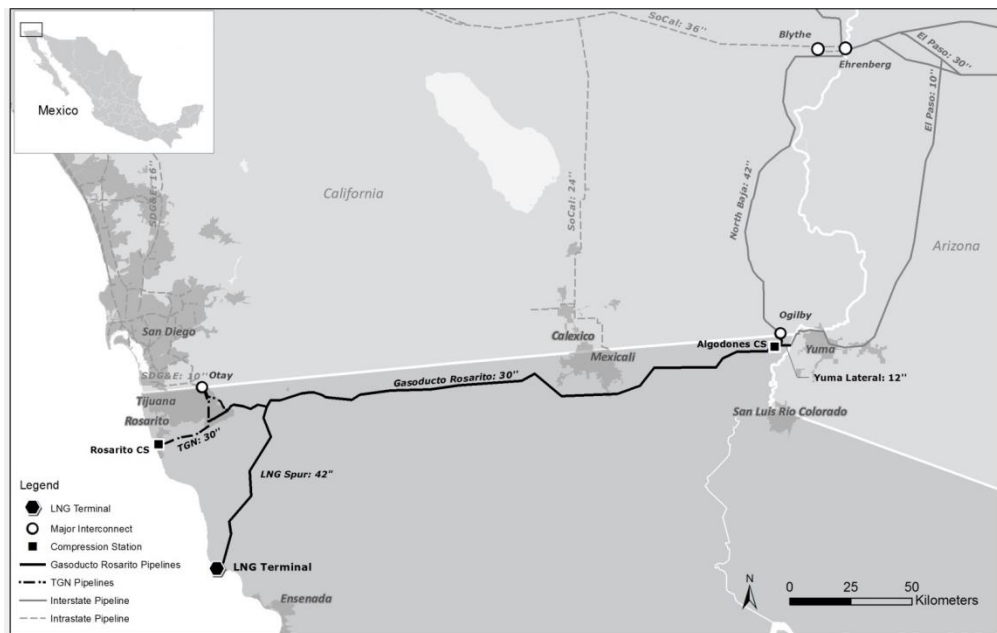 Mexico
SoCal: 36''
Blythe
Ehrenberg
El Paso: 30''
El Paso: 10''
SDG&E: 16''
California
SoCal: 24''
North Baja: 42''
Arizona
San Diego
Ogilby
Calexico
Algodones CS
Mexicali
Yuma
SDG&E: 10''
Otay
Gasoducto Rosarito: 30''
Yuma Lateral: 12''
Tijuana
Rosarito
San Luis Rio Colorado
Rosarito CS
TGN: 30''
LNG Spur: 42"
Legend
LNG Terminal
Major Interconnect
Compression Station
Gasoducto Rosarito Pipelines
TGN Pipelines
Interstate Pipeline
Intrastate Pipeline
LNG Terminal
Ensenada
N
0 25 50
Kilometers